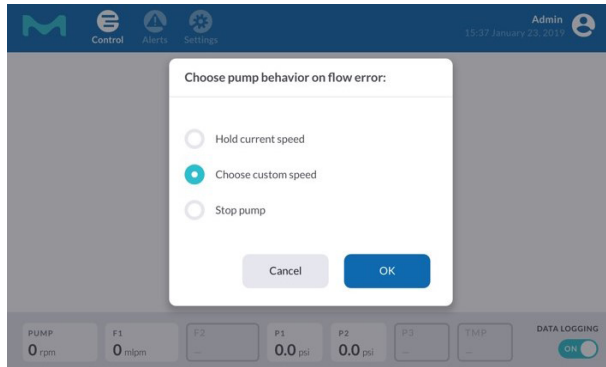 Admin
Control Alerts Settings
15:37 January 23, 2019
Choose pump behavior on flow error:
Hold current speed
Choose custom speed
Stop pump
Cancel OK
PUMP F1 F2 P1 P2 P3 TMP DATA LOGGING
0 rpm 0 mlpm -- 0.0 psi 0.0 psi -- -- ON